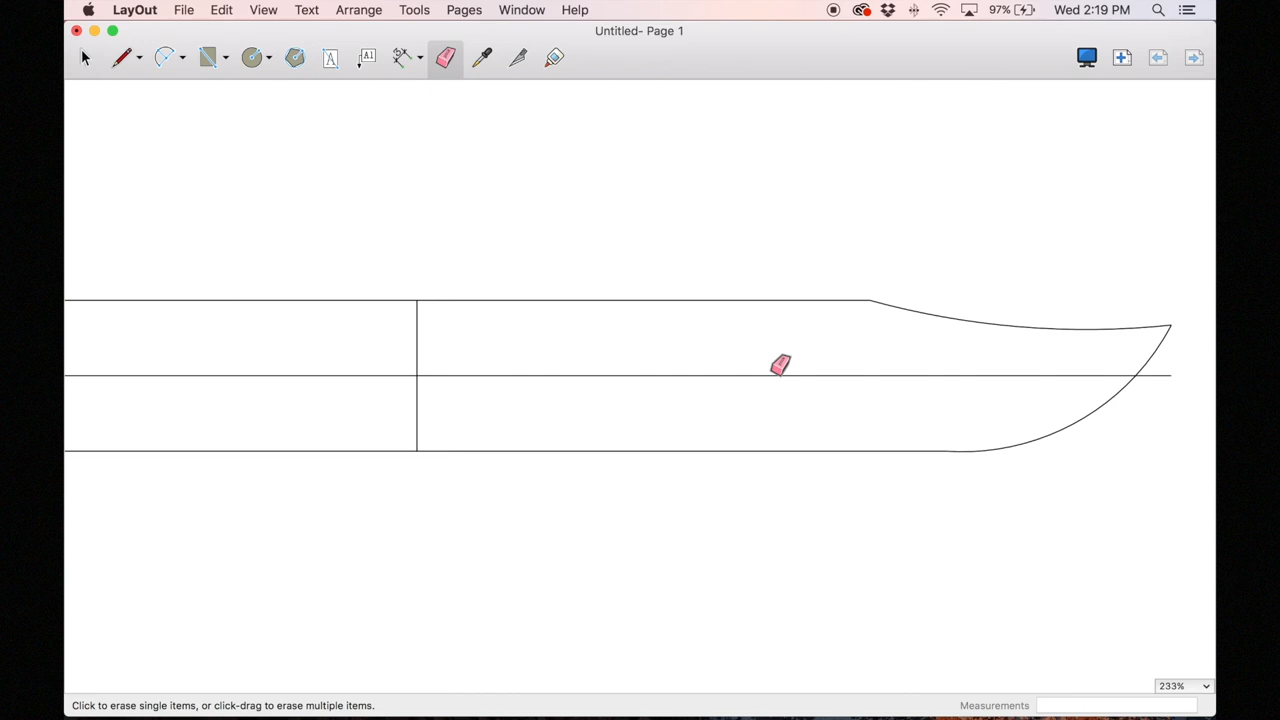 LayOut File Edit View Text Arrange Tools Pages Window Help 97% Wed 2:19 PM
Untitled- Page 1
A AI
233%
Click to erase single items, or click-drag to erase multiple items. Measurements